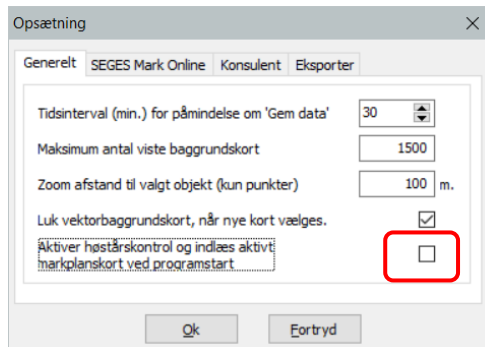 Opsætning
Generelt SEGES Mark Online Konsulent Eksporter
Tidsinterval (min.) for påmindelse om 'Gem data' 30
Maksimum antal viste baggrundskort 1500
Zoom afstand til valgt objekt (kun punkter) 100 m.
Luk vektorbaggrundskort, når nye kort vælges.
Aktiver høstårskontrol og indlæs aktivt
markplanskort ved programstart
Ok Fortryd